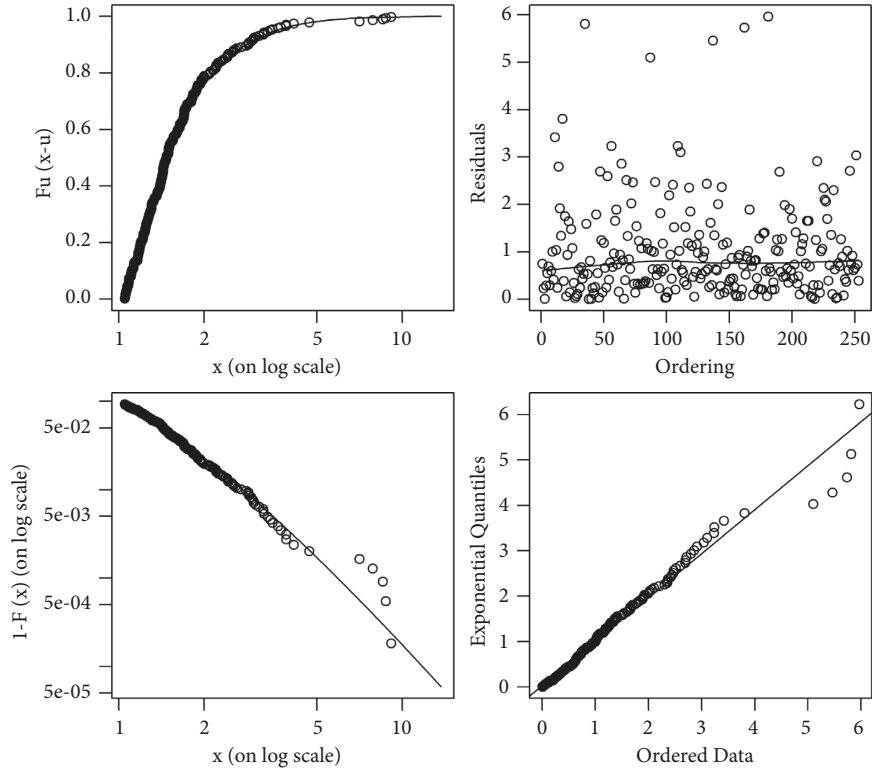 1.0
0.8
0.6
0.4
0.2
0.0
Fu (x-u)
1 2 5 10
x (on log scale)
6
5
4
3
2
1
0
Residuals
0 50 100 150 200 250
Ordering
5e-02
5e-03
5e-04
5e-05
1-F (x) (on log scale)
1 2 5 10
x (on log scale)
6
5
4
3
2
1
0
Exponential Quantiles
0 1 2 3 4 5 6
Ordered Data